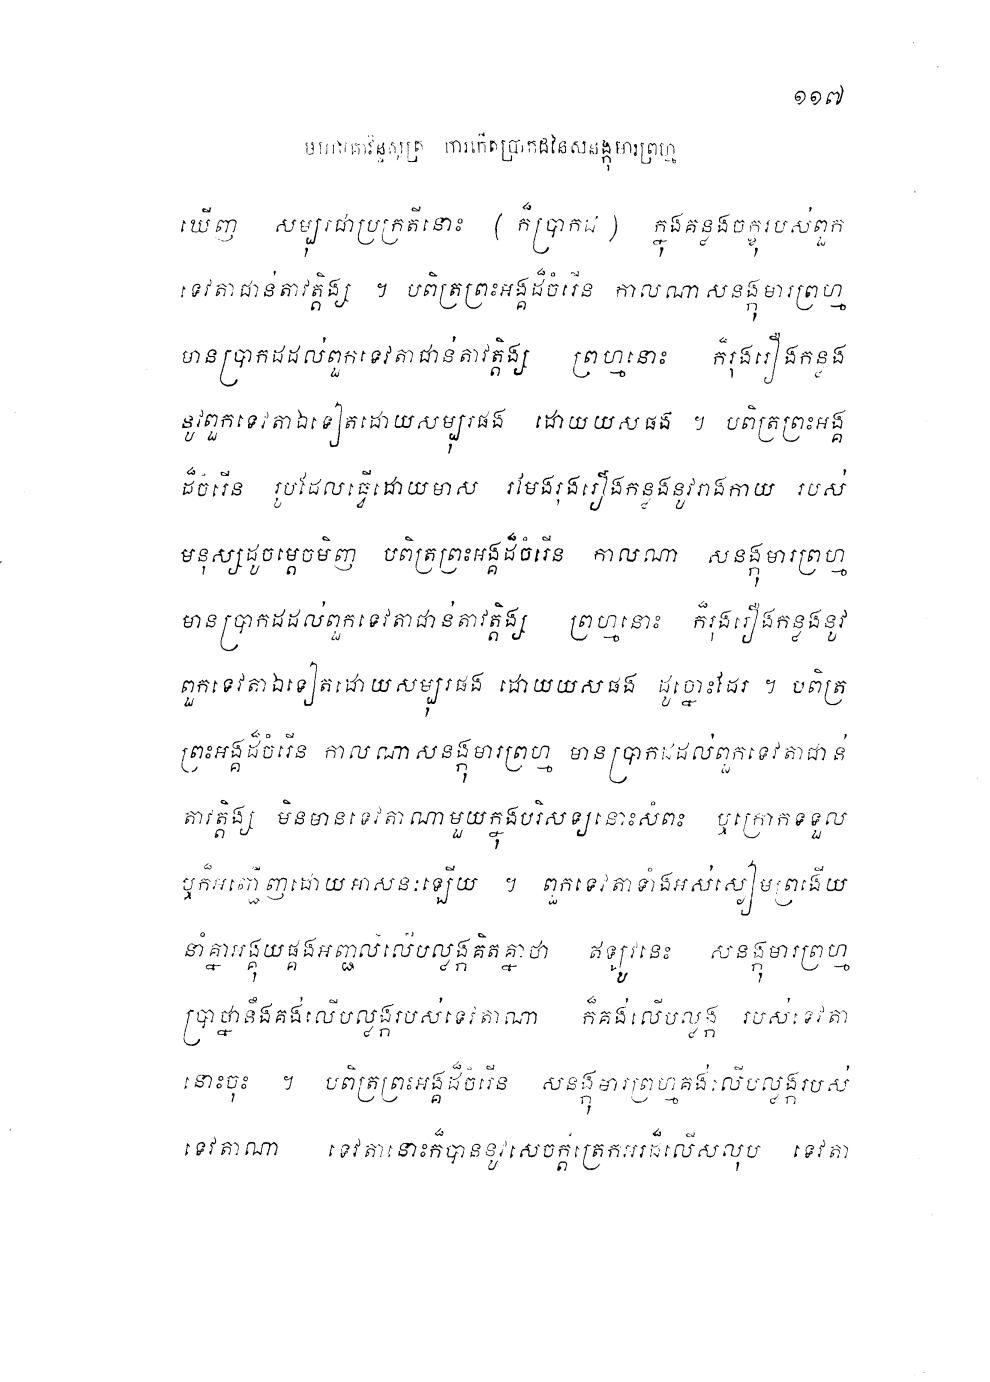 ១១៧
មហាគោវិន្ទសូត្រ ការកើតប្រាកដនៃសនង្កុមារព្រហ្ម
ឃើញ សម្បុរជាប្រក្រតីនោះ ( ក៏ប្រាកដ ) ក្នុងគន្លងចក្ខុរបស់ពួក
ទេវតាជាន់តាវត្តិង្ស ។ បពិត្រព្រះអង្គដ៏ចំរើន កាលណាសនង្កុមារព្រហ្ម
មានប្រាកដដល់ពួកទេវតាជាន់តាវត្តិង្ស ព្រហ្មនោះ ក៏រុងរឿងកន្លង
នូវពួកទេវតាឯទៀតដោយសម្បុរផង ដោយយសផង ។ បពិត្រព្រះអង្គ
ដ៏ចំរើន រូបដែលធ្វើដោយមាស រមែងរុងរឿងកន្លងនូវរាងកាយ របស់
មនុស្សដូចម្តេចមិញ បពិត្រព្រះអង្គដ៏ចំរើន កាលណា សនង្កុមារព្រហ្ម
មានប្រាកដដល់ពួកទេវតាជាន់តាវត្តិង្ស ព្រហ្មនោះ ក៏រុងរឿងកន្លងនូវ
ពួកទេវតាឯទៀតដោយសម្បុរផង ដោយយសផង ដូច្នោះដែរ ។ បពិត្រ
ព្រះអង្គដ៏ចំរើន កាលណាសនង្កុមារព្រហ្ម មានប្រាកដដល់ពួកទេវតាជាន់
តាវត្តិង្ស មិនមានទេវតាណាមួយក្នុងបរិសទ្យនោះសំពះ ឬក្រោកទទួល
ឬក៏អញ្ជើញដោយអាសនៈឡើយ ។ ពួកទេវតាទាំងអស់ស្ងៀមព្រងើយ
នាំគ្នាអង្គុយផ្គងអញ្ជលីលើបល្ល័ង្កគិតគ្នាថា ឥឡូវនេះ សនង្កុមារព្រហ្ម
ប្រាថ្នានឹងគង់លើបល្ល័ង្ករបស់ទេវតាណា ក៏គង់លើបល្ល័ង្ក របស់ទេវតា
នោះចុះ ។ បពិត្រព្រះអង្គដ៏ចំរើន សនង្កុមារព្រហ្មគង់លើបល្ល័ង្ករបស់
ទេវតាណា ទេវតានោះក៏បាននូវសេចក្តីត្រេកអរដ៏លើសលុប ទេវតា